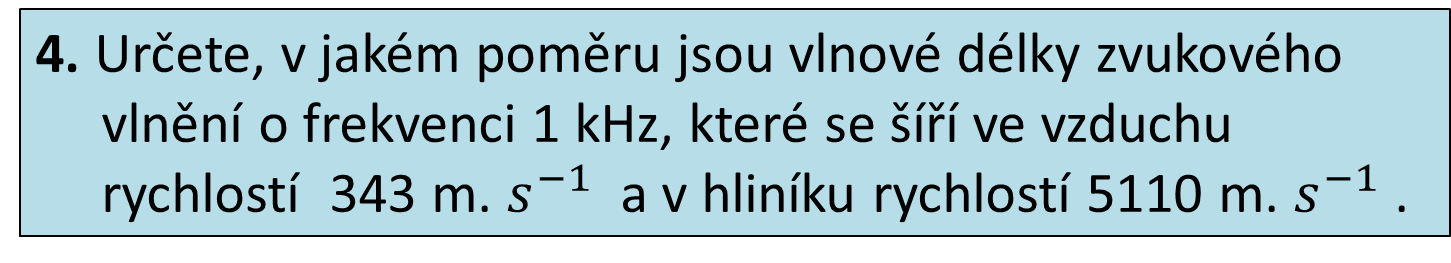 4. Určete, v jakém poměru jsou vlnové délky zvukového
vlnění o frekvenci 1 kHz, které se šíří ve vzduchu
rychlostí 343 m. s⁻¹ a v hliníku rychlostí 5110 m. s⁻¹ .